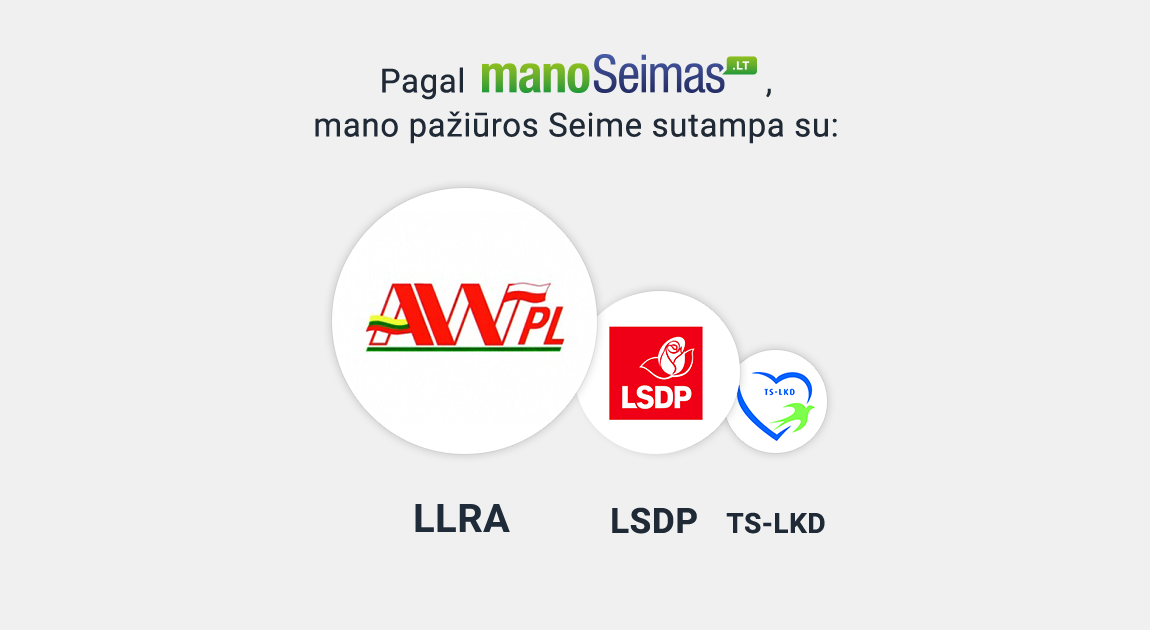 Pagal manoSeimas.LT ,
mano pažiūros Seime sutampa su:
AWPL
LSDP
TS-LKD
LLRA LSDP TS-LKD